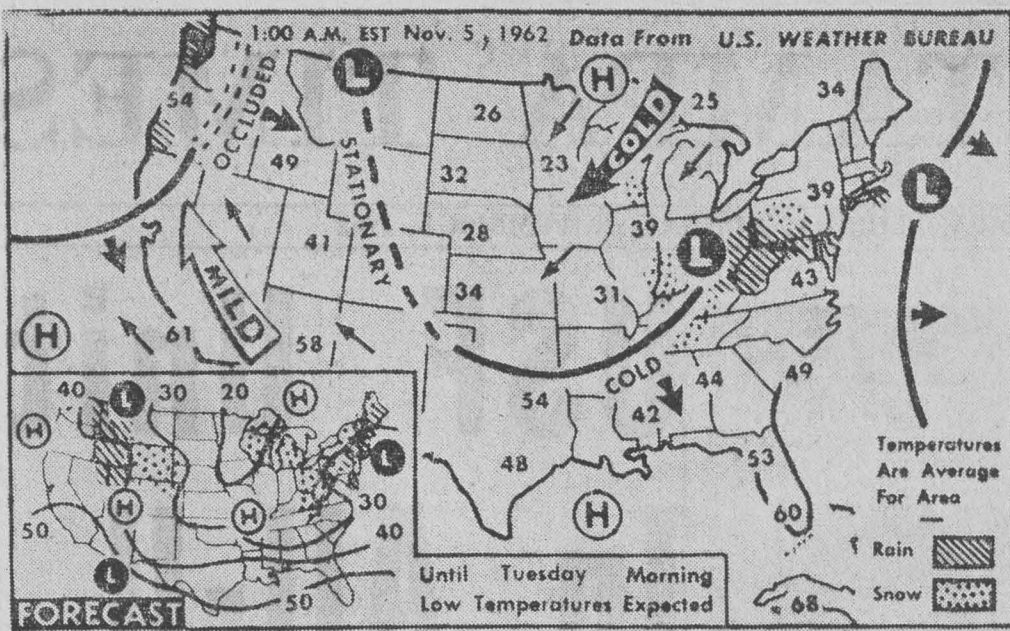 1:00 A.M. EST Nov. 5, 1962 Data From U.S. WEATHER BUREAU
L
H
COLD
25
34
54
OCCLUDED
26
49
STATIONARY
32
23
L
39
41
28
39
L
43
MILD
34
31
H
61
58
COLD
44
49
54
42
48
53
H
60
Temperatures
Are Average
For Area
Rain
Snow
68
40
L
30
20
H
H
L
30
H
H
50
40
L
50
FORECAST
Until Tuesday Morning
Low Temperatures Expected